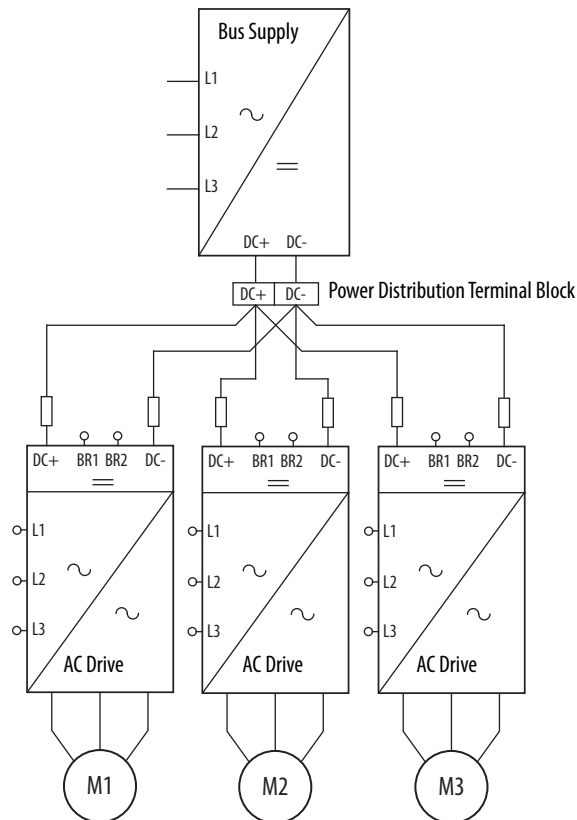 Bus Supply
L1
L2
L3
DC+ DC-
DC+ DC- Power Distribution Terminal Block
DC+ BR1 BR2 DC- DC+ BR1 BR2 DC- DC+ BR1 BR2 DC-
L1 L1 L1
L2 L2 L2
L3 L3 L3
AC Drive AC Drive AC Drive
M1 M2 M3